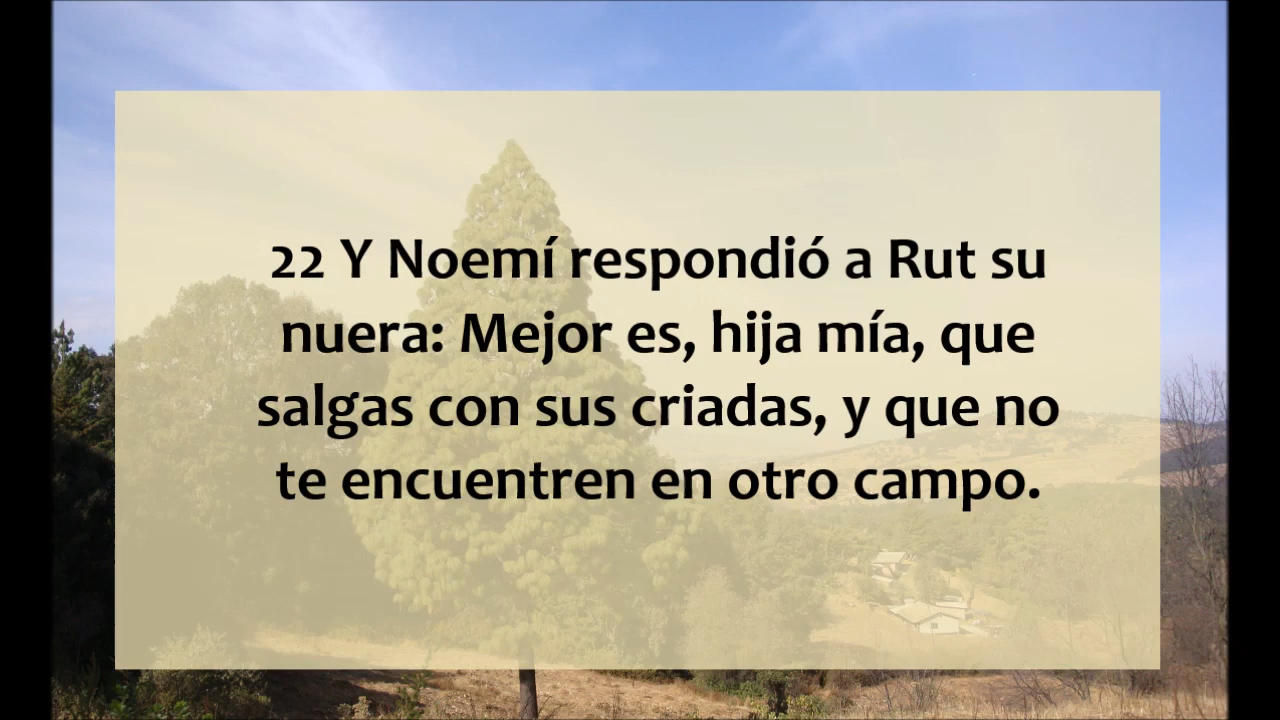 22 Y Noemí respondió a Rut su
nuera: Mejor es, hija mía, que
salgas con sus criadas, y que no
te encuentren en otro campo.